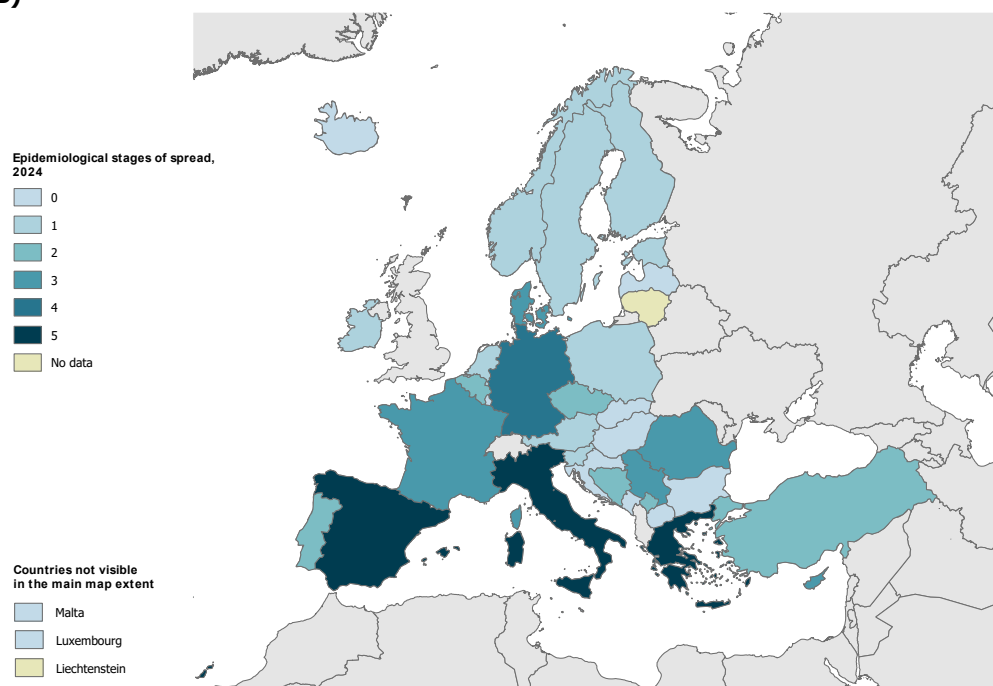 Epidemiological stages of spread,
2024
0
1
2
3
4
5
No data
Countries not visible
in the main map extent
Malta
Luxembourg
Liechtenstein